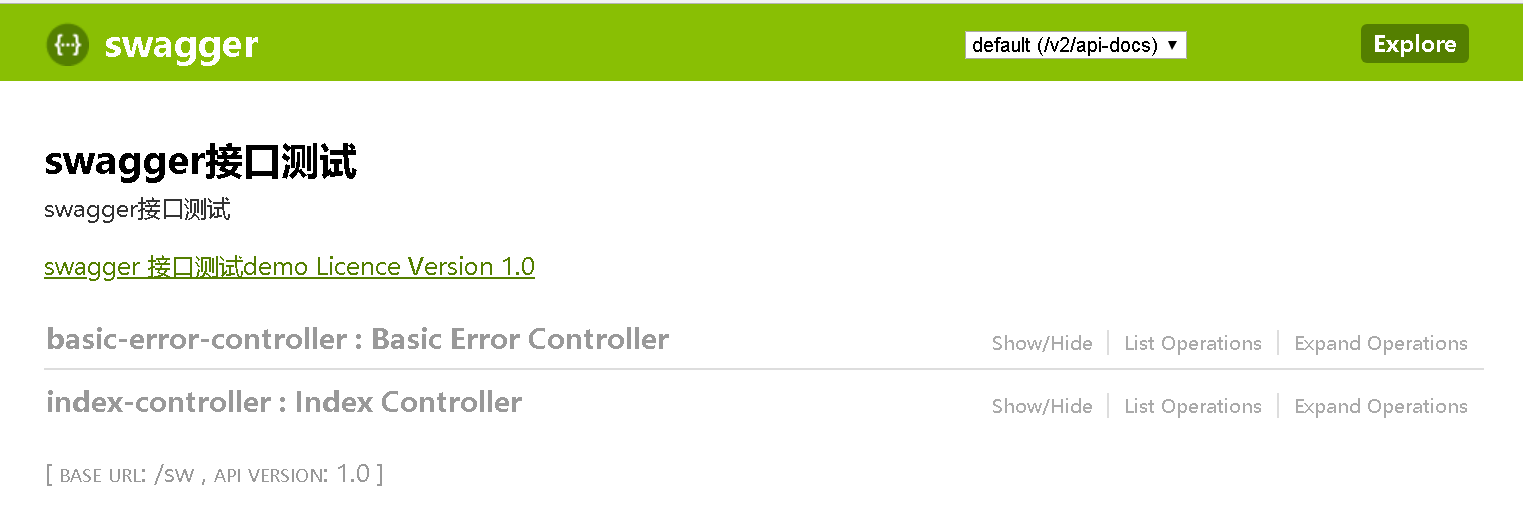 swagger default (/v2/api-docs) Explore
swagger接口测试
swagger接口测试
swagger 接口测试demo Licence Version 1.0
basic-error-controller : Basic Error Controller Show/Hide List Operations Expand Operations
index-controller : Index Controller Show/Hide List Operations Expand Operations
[ BASE URL: /sw , API VERSION: 1.0 ]